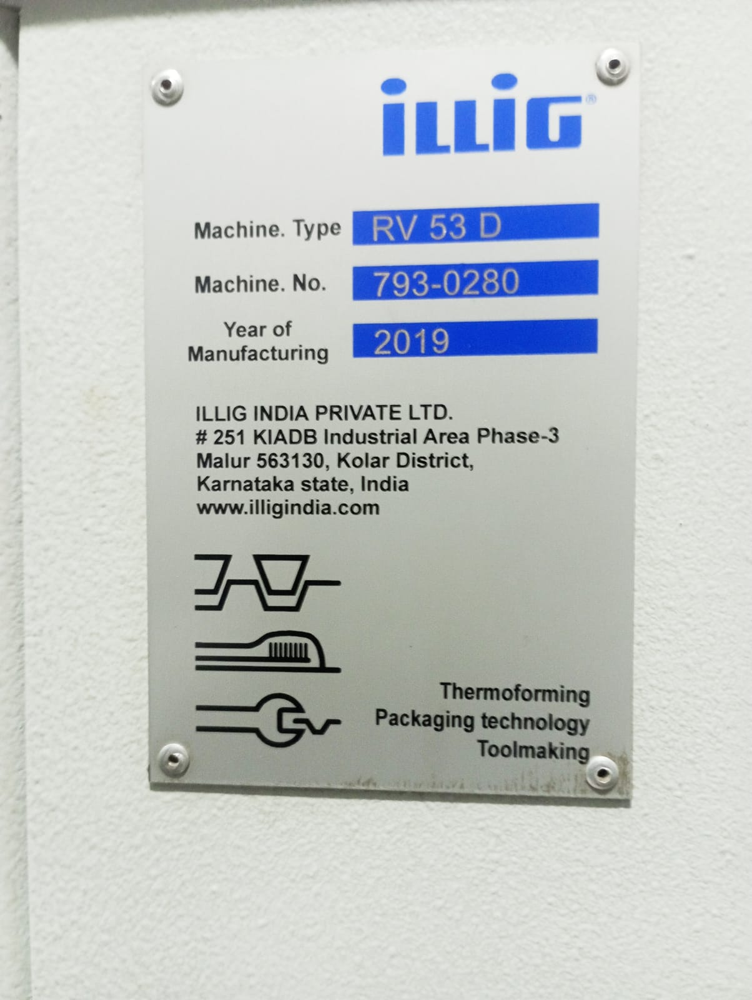 illig®
Machine. Type RV 53 D
Machine. No. 793-0280
Year of
Manufacturing 2019
ILLIG INDIA PRIVATE LTD.
# 251 KIADB Industrial Area Phase-3
Malur 563130, Kolar District,
Karnataka state, India
www.illigindia.com
Thermoforming
Packaging technology
Toolmaking